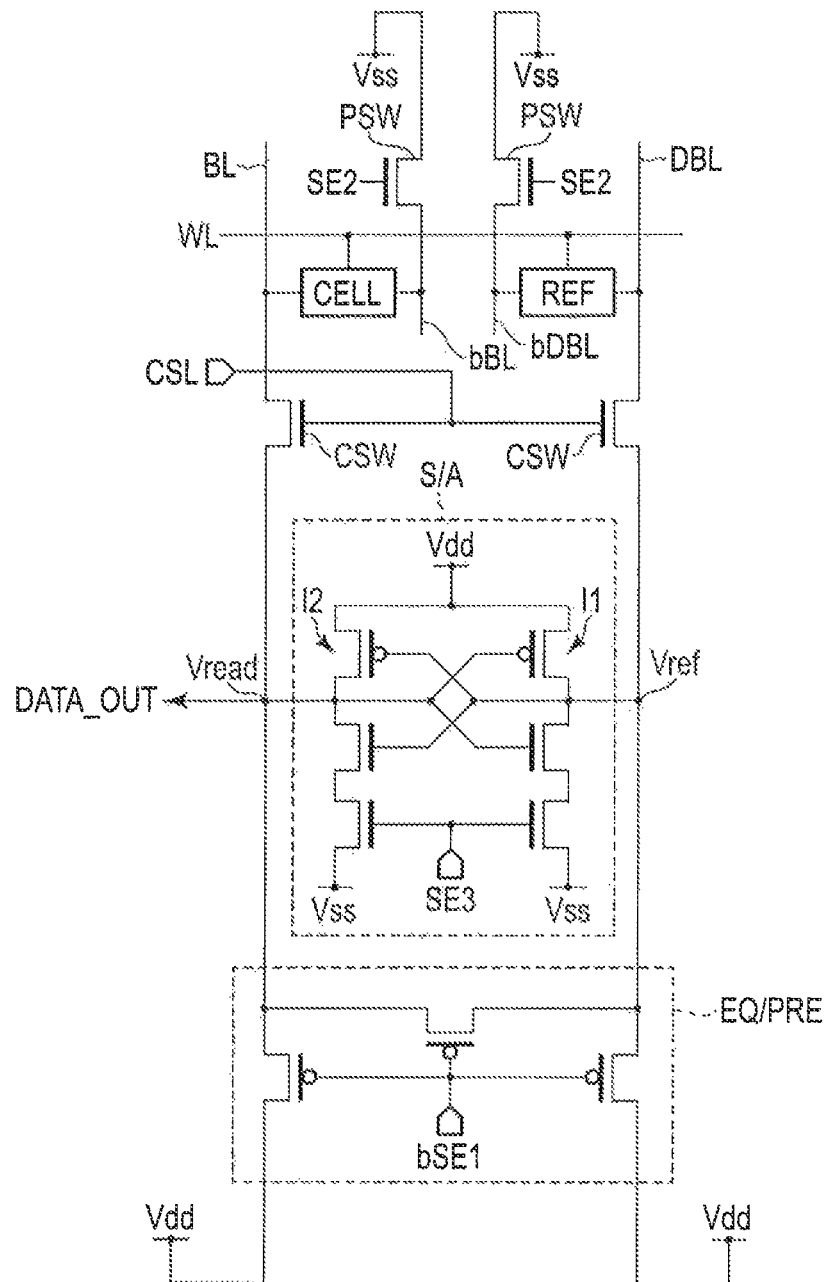 Vss Vss
PSW PSW
BL DBL
SE2 SE2
WL
CELL REF
bBL bDBL
CSL
CSW CSW
S/A
Vdd
I2 I1
Vread Vref
DATA_OUT
SE3
Vss Vss
EQ/PRE
bSE1
Vdd Vdd